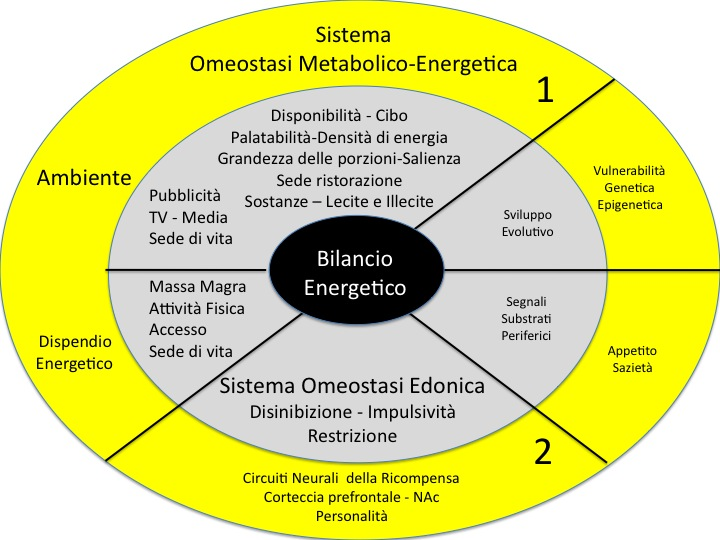 Sistema
Omeostasi Metabolico-Energetica
1
Disponibilità - Cibo
Palatabilità-Densità di energia
Grandezza delle porzioni-Salienza
Sede ristorazione
Sostanze – Lecite e Illecite
Ambiente
Pubblicità
TV - Media
Sede di vita
Vulnerabilità
Genetica
Epigenetica
Sviluppo
Evolutivo
Bilancio
Energetico
Massa Magra
Attività Fisica
Accesso
Sede di vita
Segnali
Substrati
Periferici
Dispendio
Energetico
Appetito
Sazietà
Sistema Omeostasi Edonica
Disinibizione - Impulsività
Restrizione
2
Circuiti Neurali della Ricompensa
Corteccia prefrontale - NAc
Personalità